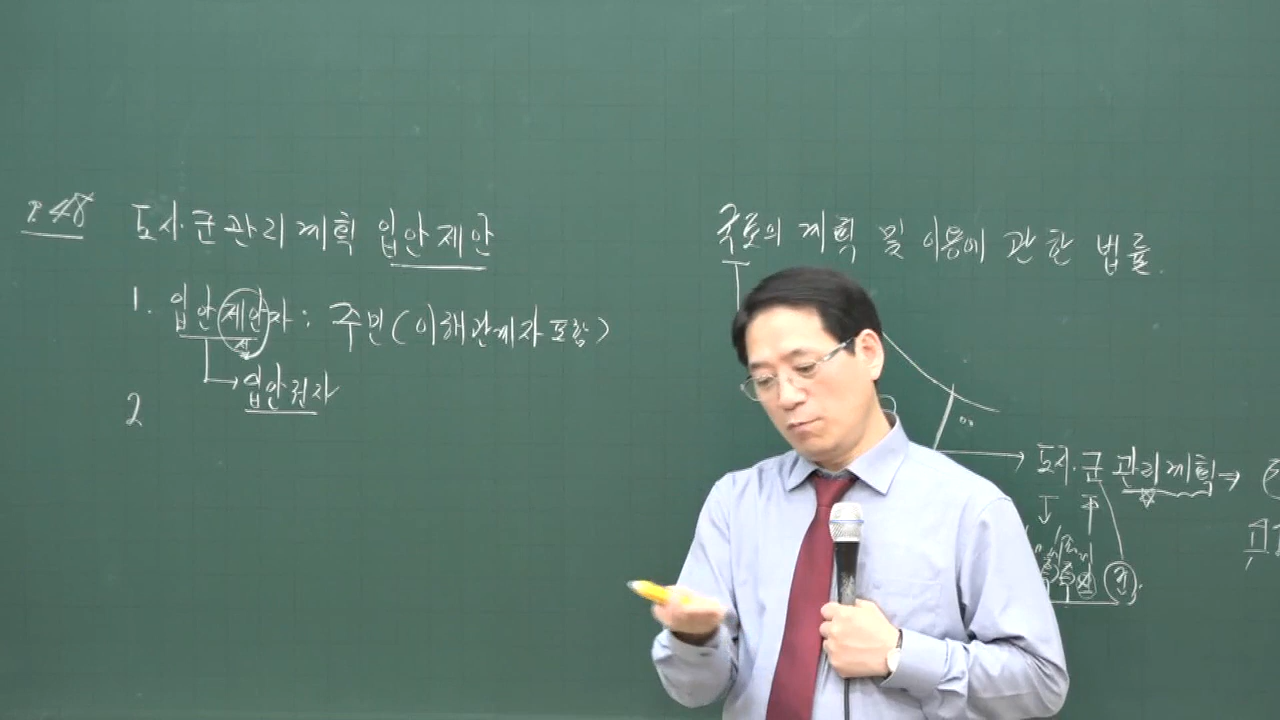 P.48 도시·군관리계획 입안제안
1. 입안제안자 : 주민(이해관계자 포함)
입안권자
2
국토의 계획 및 이용에 관한 법률.
도시·군관리계획 →